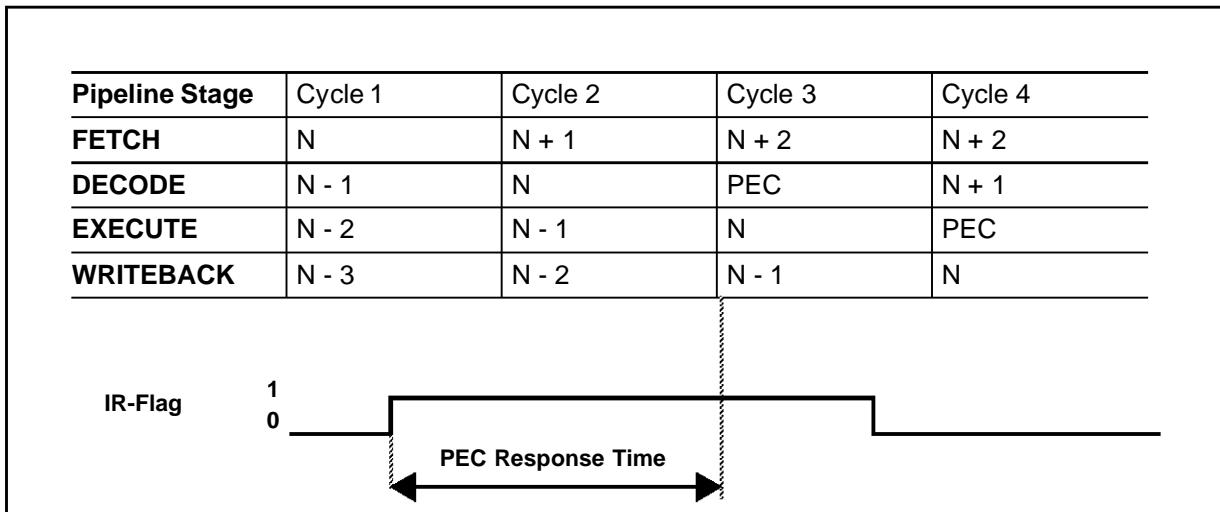 Pipeline Stage Cycle 1 Cycle 2 Cycle 3 Cycle 4
FETCH N N + 1 N + 2 N + 2
DECODE N - 1 N PEC N + 1
EXECUTE N - 2 N - 1 N PEC
WRITEBACK N - 3 N - 2 N - 1 N
IR-Flag 1
0
PEC Response Time